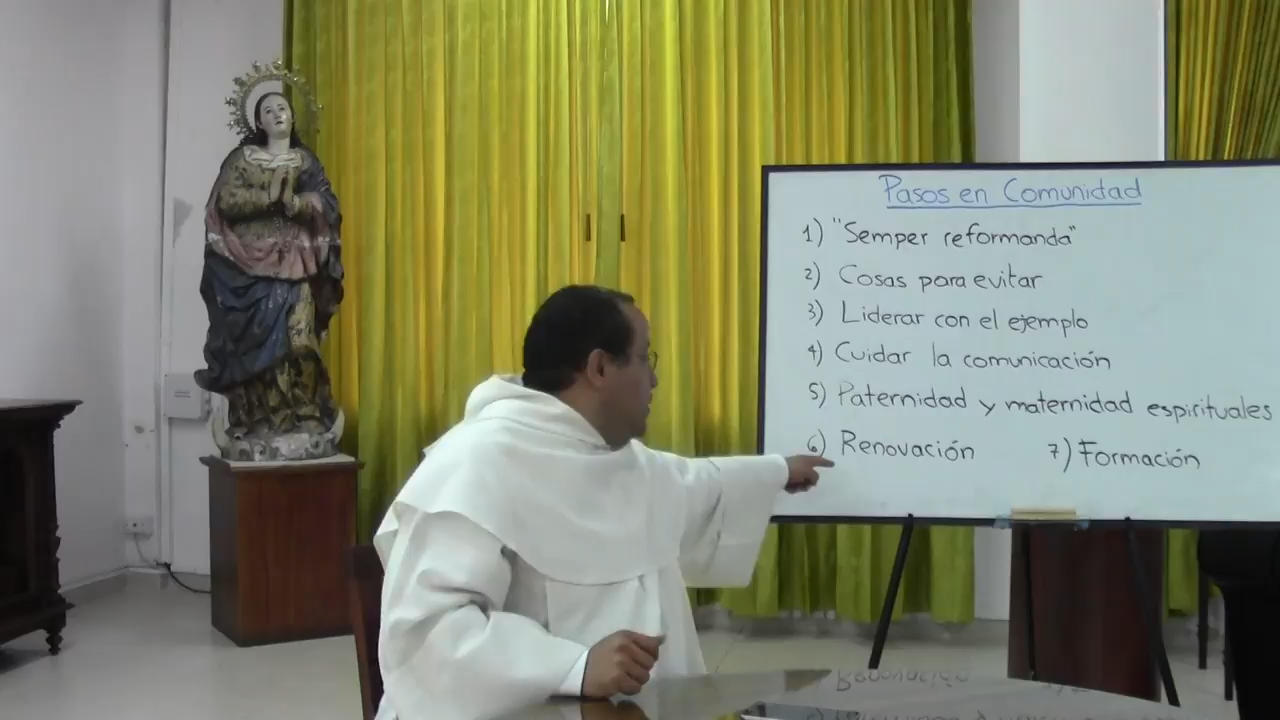 Pasos en Comunidad
1) "Semper reformanda"
2) Cosas para evitar
3) Liderar con el ejemplo
4) Cuidar la comunicación
5) Paternidad y maternidad espirituales
6) Renovación 7) Formación